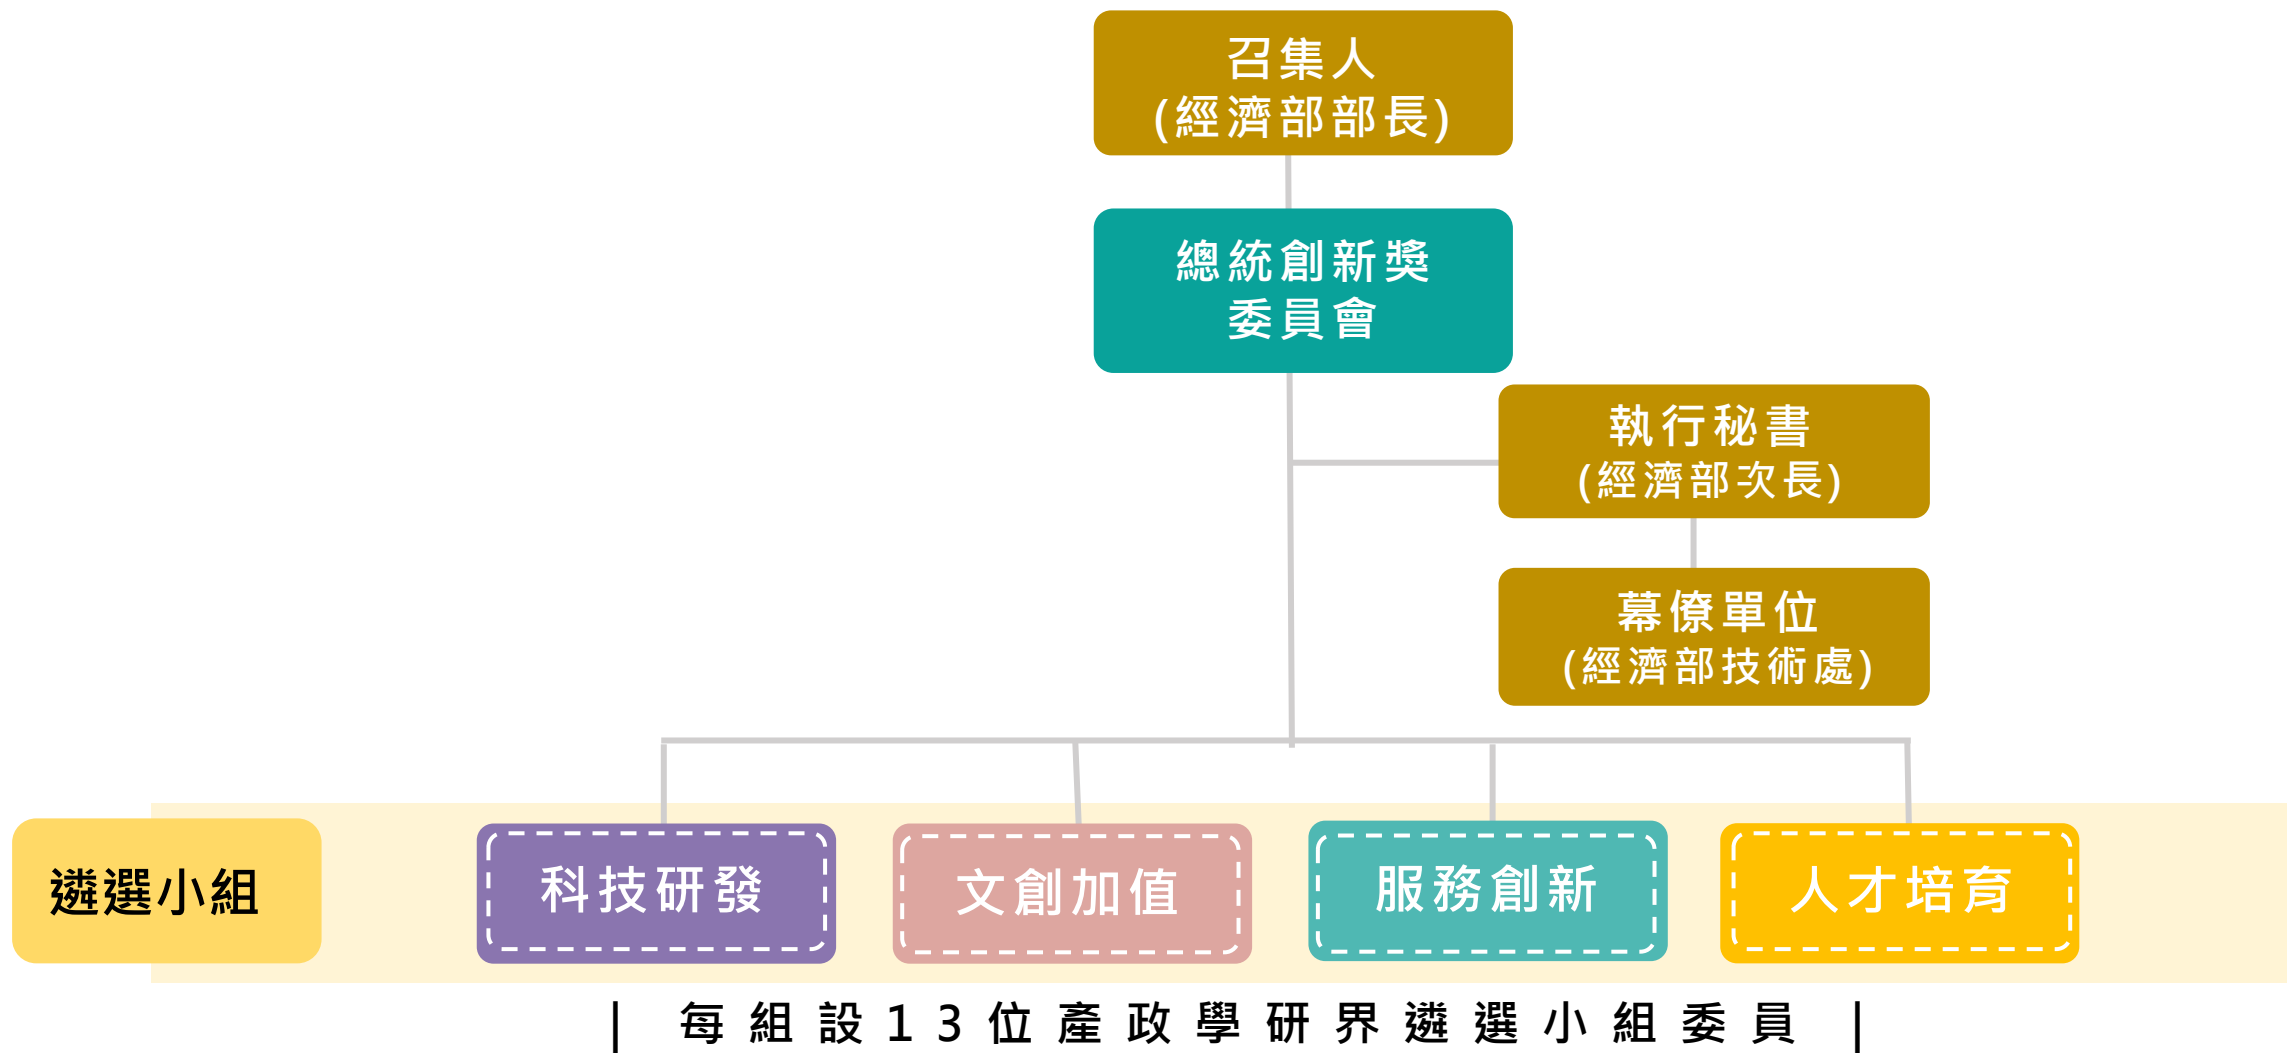 召集人
(經濟部部長)
總統創新獎
委員會
執行秘書
(經濟部次長)
幕僚單位
(經濟部技術處)
遴選小組
科技研發
文創加值
服務創新
人才培育
| 每組設13位產政學研界遴選小組委員 |